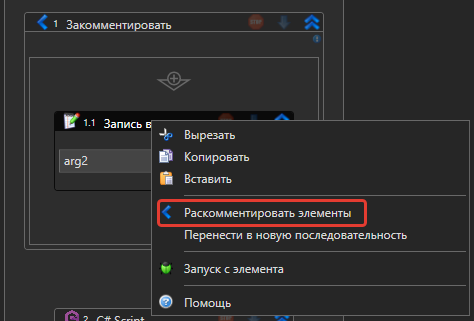 1 Закомментировать
1.1 Запись в
arg2
Вырезать
Копировать
Вставить
Раскомментировать элементы
Перенести в новую последовательность
Запуск с элемента
Помощь
2 C# Script